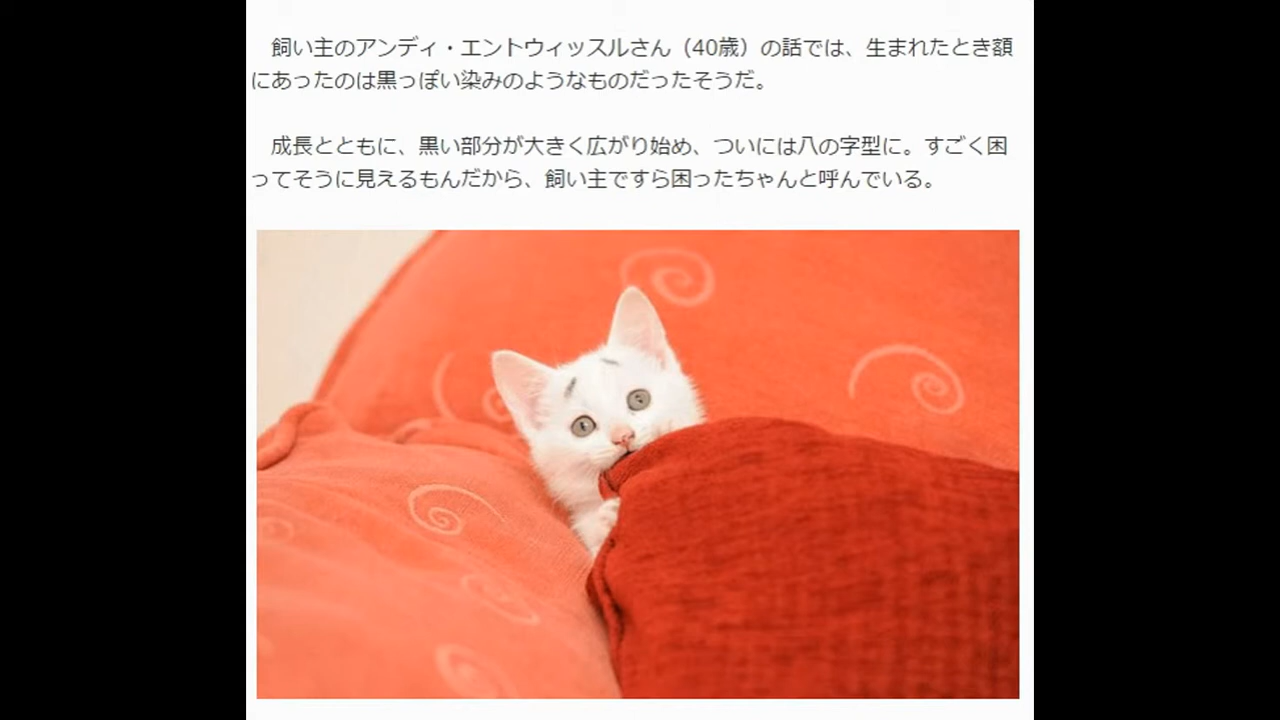 飼い主のアンディ・エントウィッスルさん（40歳）の話では、生まれたとき額
にあったのは黒っぽい染みのようなものだったそうだ。
成長とともに、黒い部分が大きく広がり始め、ついには八の字型に。すごく困
ってそうに見えるもんだから、飼い主ですら困ったちゃんと呼んでいる。